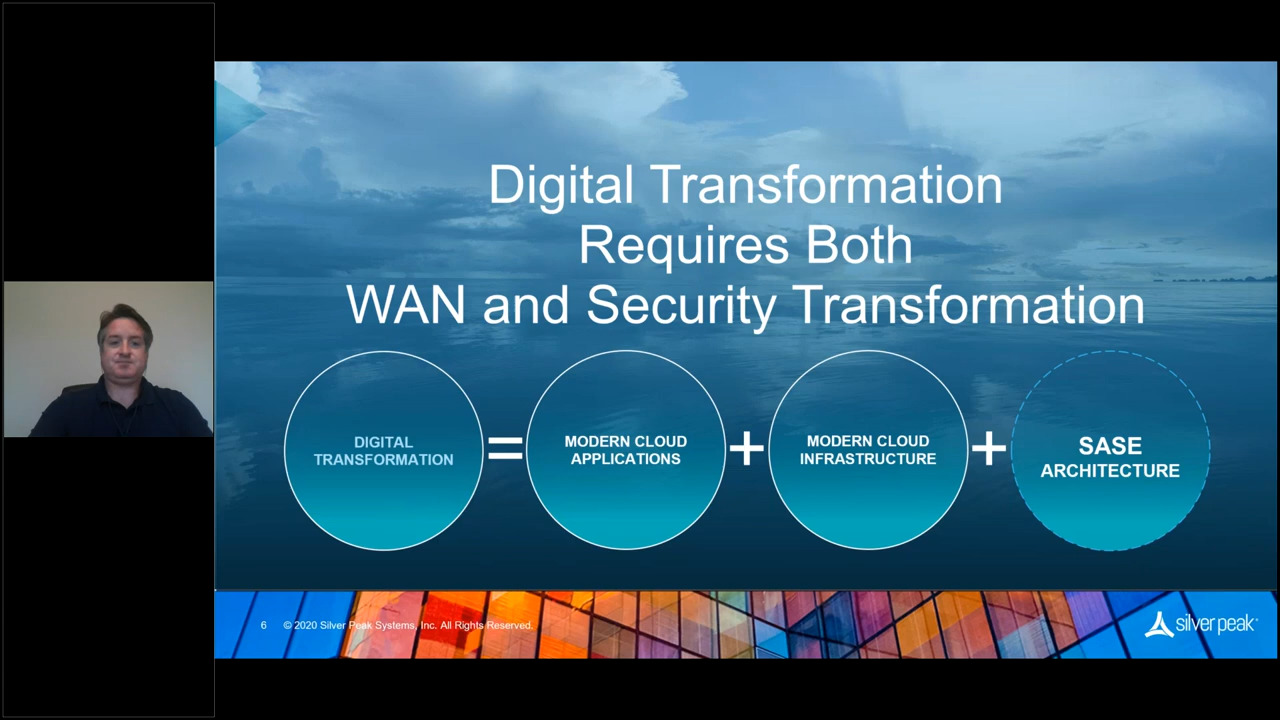 Digital Transformation
Requires Both
WAN and Security Transformation
DIGITAL
TRANSFORMATION
=
MODERN CLOUD
APPLICATIONS
+
MODERN CLOUD
INFRASTRUCTURE
+
SASE
ARCHITECTURE
6 © 2020 Silver Peak Systems, Inc. All Rights Reserved.
silver peak